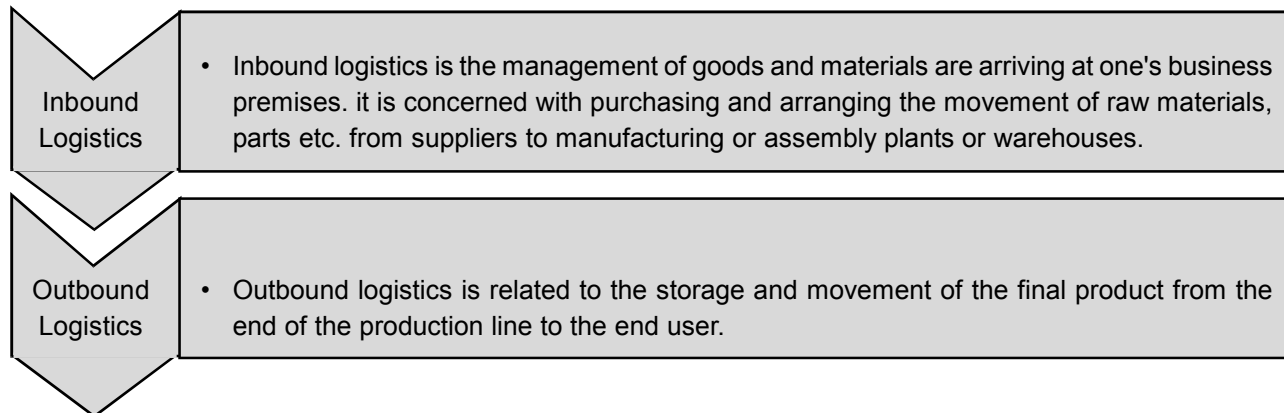 Inbound
Logistics
• Inbound logistics is the management of goods and materials are arriving at one's business
premises. it is concerned with purchasing and arranging the movement of raw materials,
parts etc. from suppliers to manufacturing or assembly plants or warehouses.
Outbound
Logistics
• Outbound logistics is related to the storage and movement of the final product from the
end of the production line to the end user.